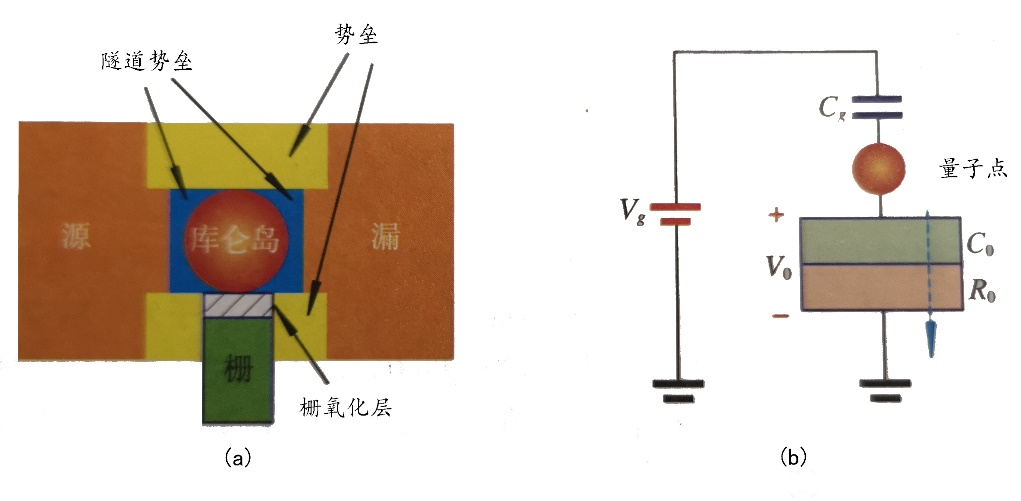 势垒
隧道势垒
源
库仑岛
漏
栅
栅氧化层
(a)
C_g
量子点
V_g
+
V_0
−
C_0
R_0
(b)